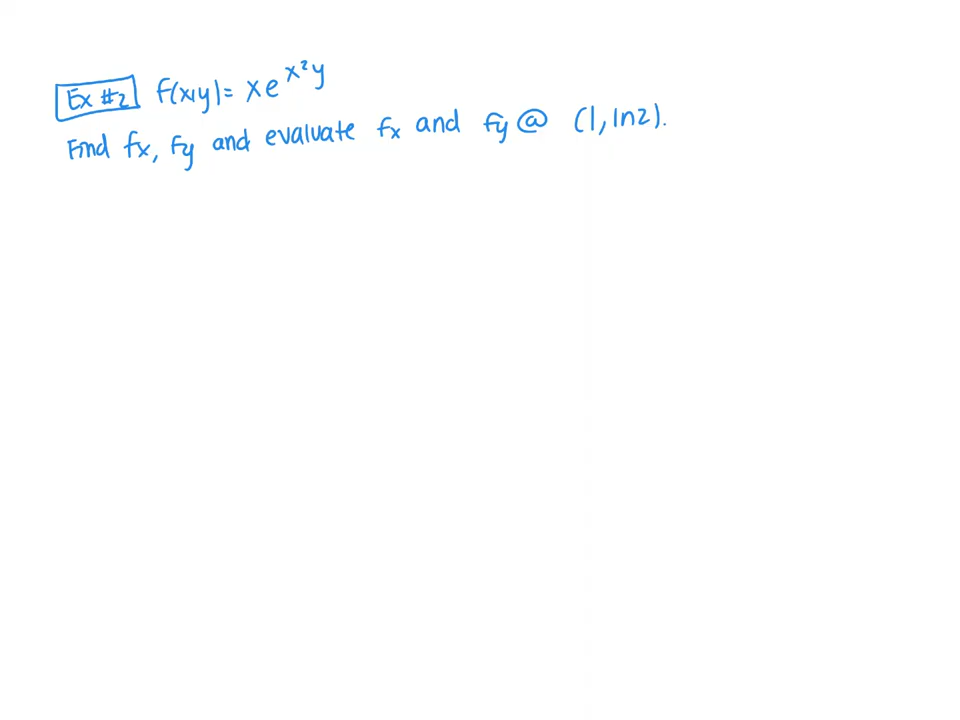 Ex #2 f(x,y)= xe^{x²y}
Find fx, fy and evaluate fx and fy @ (1, ln2).